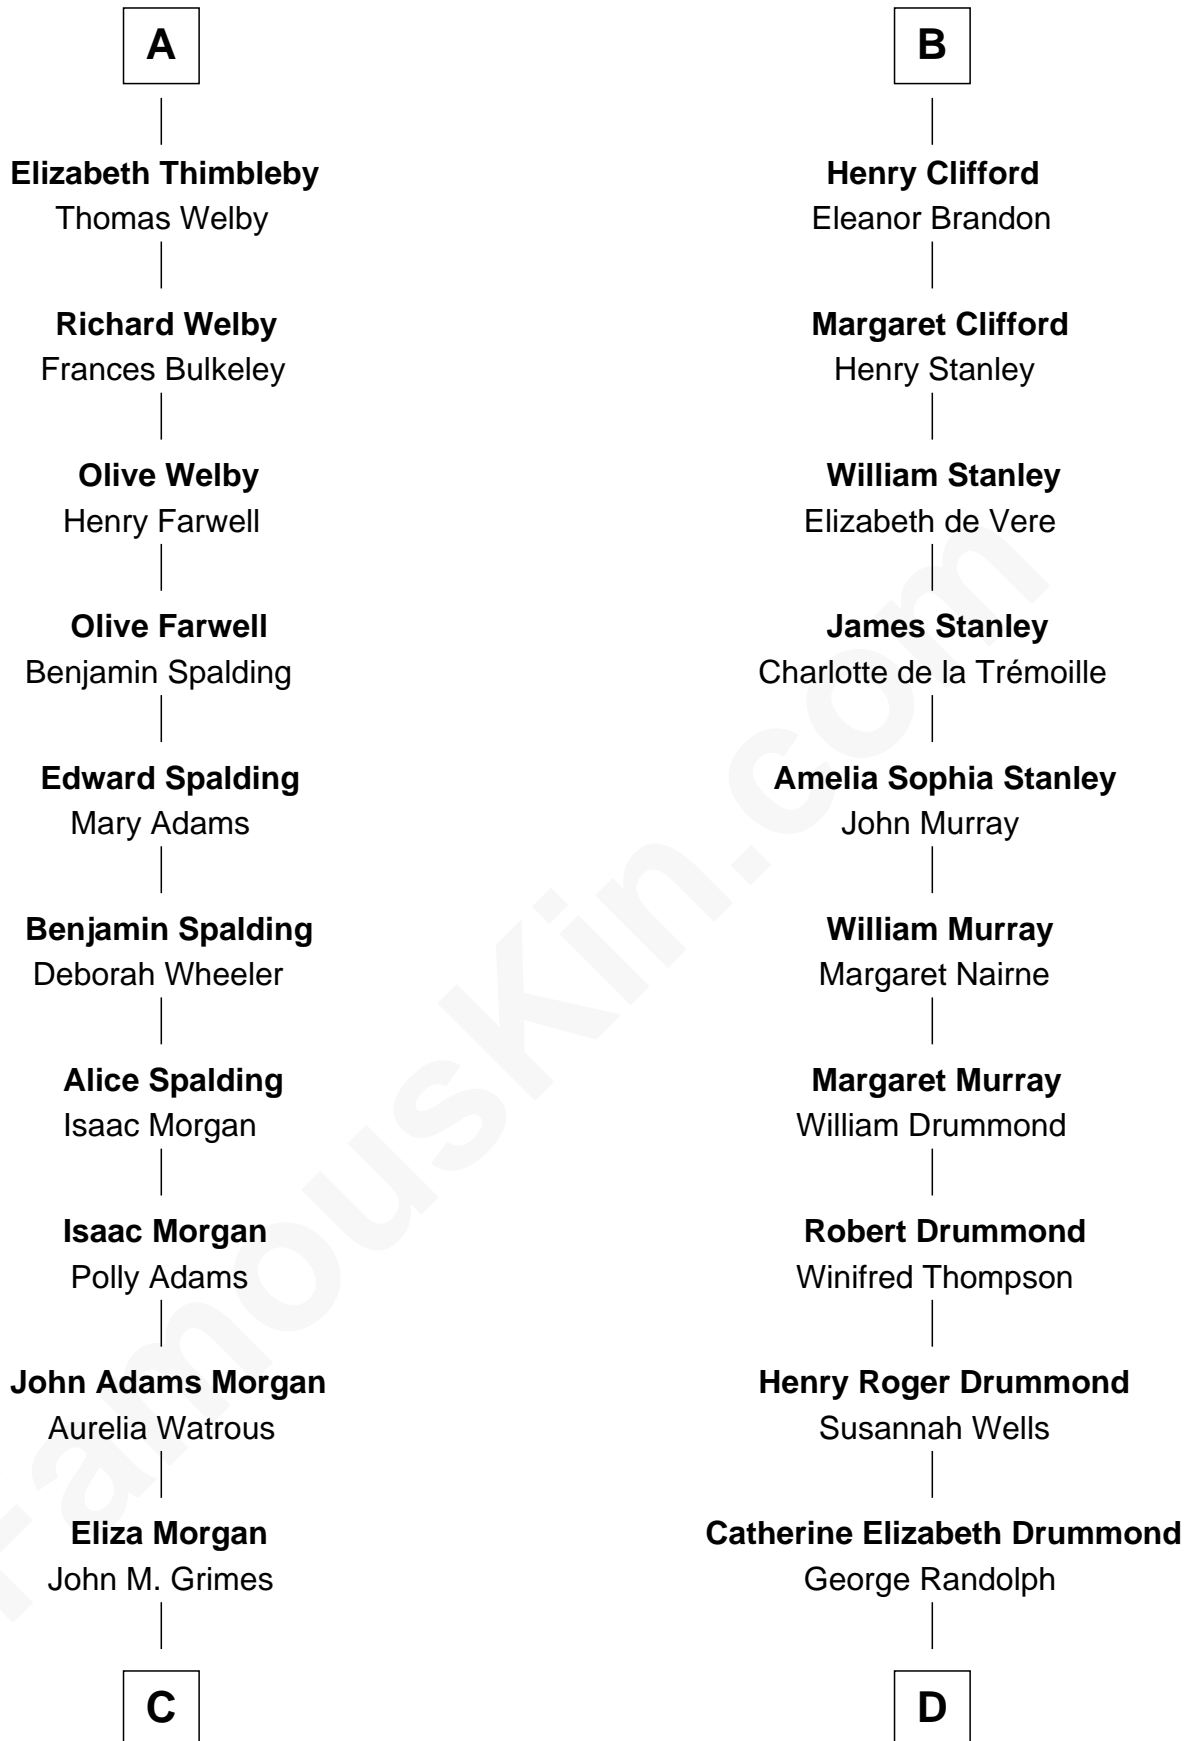 A
Elizabeth Thimbleby
Thomas Welby
Richard Welby
Frances Bulkeley
Olive Welby
Henry Farwell
Olive Farwell
Benjamin Spalding
Edward Spalding
Mary Adams
Benjamin Spalding
Deborah Wheeler
Alice Spalding
Isaac Morgan
Isaac Morgan
Polly Adams
John Adams Morgan
Aurelia Watrous
Eliza Morgan
John M. Grimes
C
B
Henry Clifford
Eleanor Brandon
Margaret Clifford
Henry Stanley
William Stanley
Elizabeth de Vere
James Stanley
Charlotte de la Trémoille
Amelia Sophia Stanley
John Murray
William Murray
Margaret Nairne
Margaret Murray
William Drummond
Robert Drummond
Winifred Thompson
Henry Roger Drummond
Susannah Wells
Catherine Elizabeth Drummond
George Randolph
D
FamousKin.com